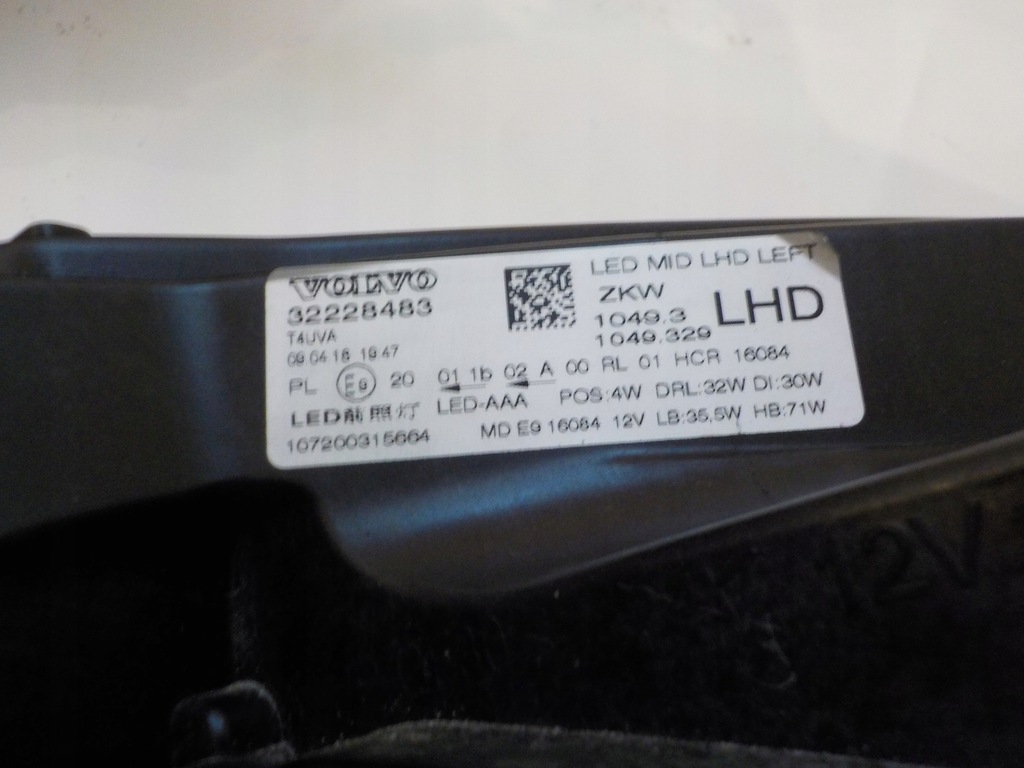 VOLVO
32228483
T4UVA
09 04 18 19:47
LED MID LHD LEFT
ZKW
1049.3
1049.329
LHD
PL E9 20 01 1b 02 A 00 RL 01 HCR 16084
LED前照灯 LED-AAA POS:4W DRL:32W DI:30W
107200315664 MD E9 16084 12V LB:35,5W HB:71W
12V